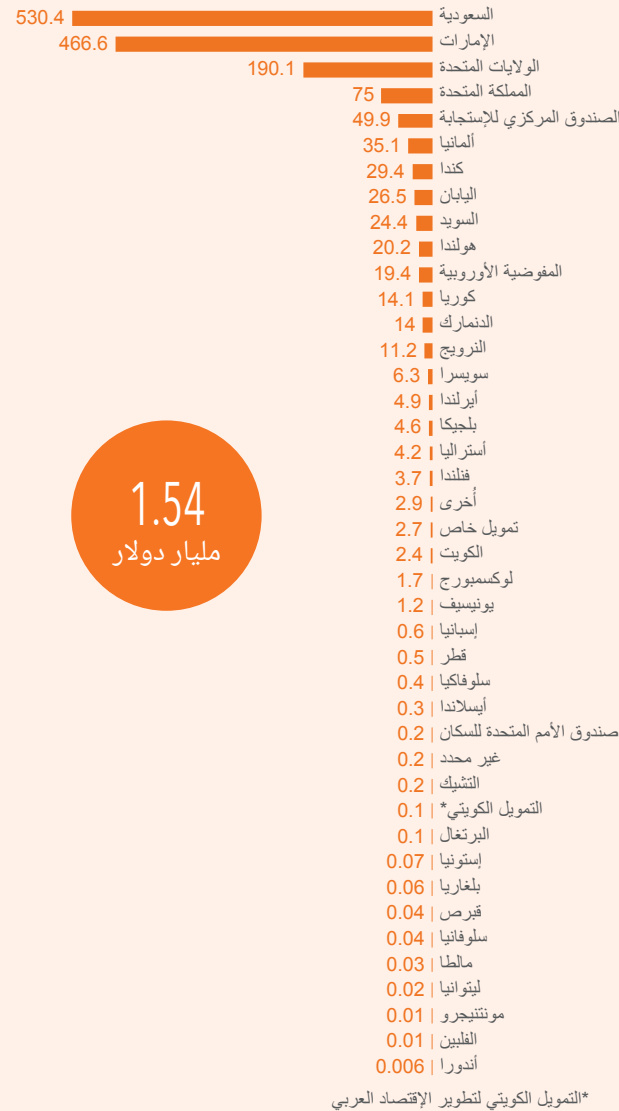 السعودية 530.4
الإمارات 466.6
الولايات المتحدة 190.1
المملكة المتحدة 75
الصندوق المركزي للإستجابة 49.9
ألمانيا 35.1
كندا 29.4
اليابان 26.5
السويد 24.4
هولندا 20.2
المفوضية الأوروبية 19.4
كوريا 14.1
الدنمارك 14
النرويج 11.2
سويسرا 6.3
أيرلندا 4.9
بلجيكا 4.6
أستراليا 4.2
فنلندا 3.7
أُخرى 2.9
تمويل خاص 2.7
الكويت 2.4
لوكسمبورج 1.7
يونيسيف 1.2
إسبانيا 0.6
قطر 0.5
سلوفاكيا 0.4
أيسلاندا 0.3
صندوق الأمم المتحدة للسكان 0.2
غير محدد 0.2
التشيك 0.2
التمويل الكويتي* 0.1
البرتغال 0.1
إستونيا 0.07
بلغاريا 0.06
قبرص 0.04
سلوفانيا 0.04
مالطا 0.03
ليتوانيا 0.02
مونتنيجرو 0.01
الفلبين 0.01
أندورا 0.006
1.54
مليار دولار
*التمويل الكويتي لتطوير الإقتصاد العربي